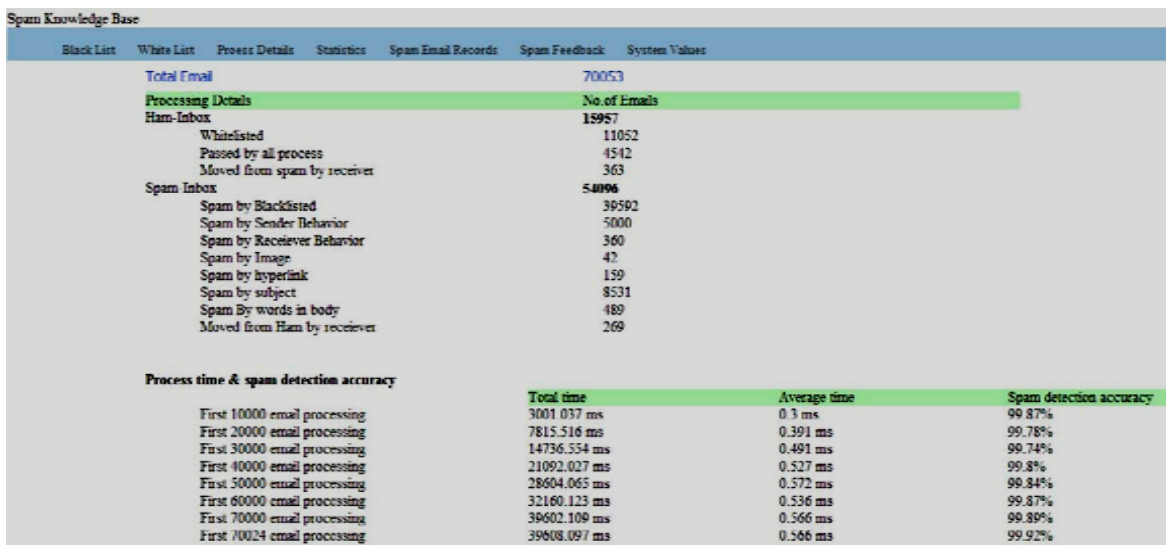 Spam Knowledge Base
Black List White List Proess Details Statistics Spam Email Records Spam Feedback System Values
Total Email 70053
Processing Details No.of Emails
Ham-Inbox 15957
Whitelisted 11052
Passed by all process 4542
Moved from spam by receiver 363
Spam-Inbox 54096
Spam by Blacklisted 39592
Spam by Sender Behavior 5000
Spam by Receiever Behavior 360
Spam by Image 42
Spam by hyperlink 159
Spam by subject 8531
Spam By words in body 489
Moved from Ham by receiever 269
Process time & spam detection accuracy
Total time Average time Spam detection accuracy
First 10000 email processing 3001.037 ms 0.3 ms 99.87%
First 20000 email processing 7815.516 ms 0.391 ms 99.78%
First 30000 email processing 14736.554 ms 0.491 ms 99.74%
First 40000 email processing 21092.027 ms 0.527 ms 99.8%
First 50000 email processing 28604.065 ms 0.572 ms 99.84%
First 60000 email processing 32160.123 ms 0.536 ms 99.87%
First 70000 email processing 39602.109 ms 0.566 ms 99.89%
First 70024 email processing 39608.097 ms 0.566 ms 99.92%